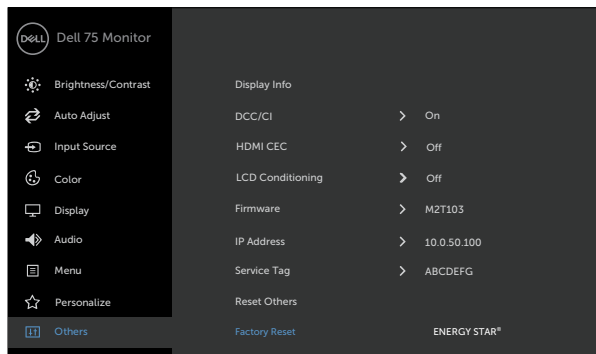 DELL Dell 75 Monitor
Brightness/Contrast Display Info
Auto Adjust DCC/CI On
Input Source HDMI CEC Off
Color LCD Conditioning Off
Display Firmware M2T103
Audio IP Address 10.0.50.100
Menu Service Tag ABCDEFG
Personalize Reset Others
Others Factory Reset ENERGY STAR®